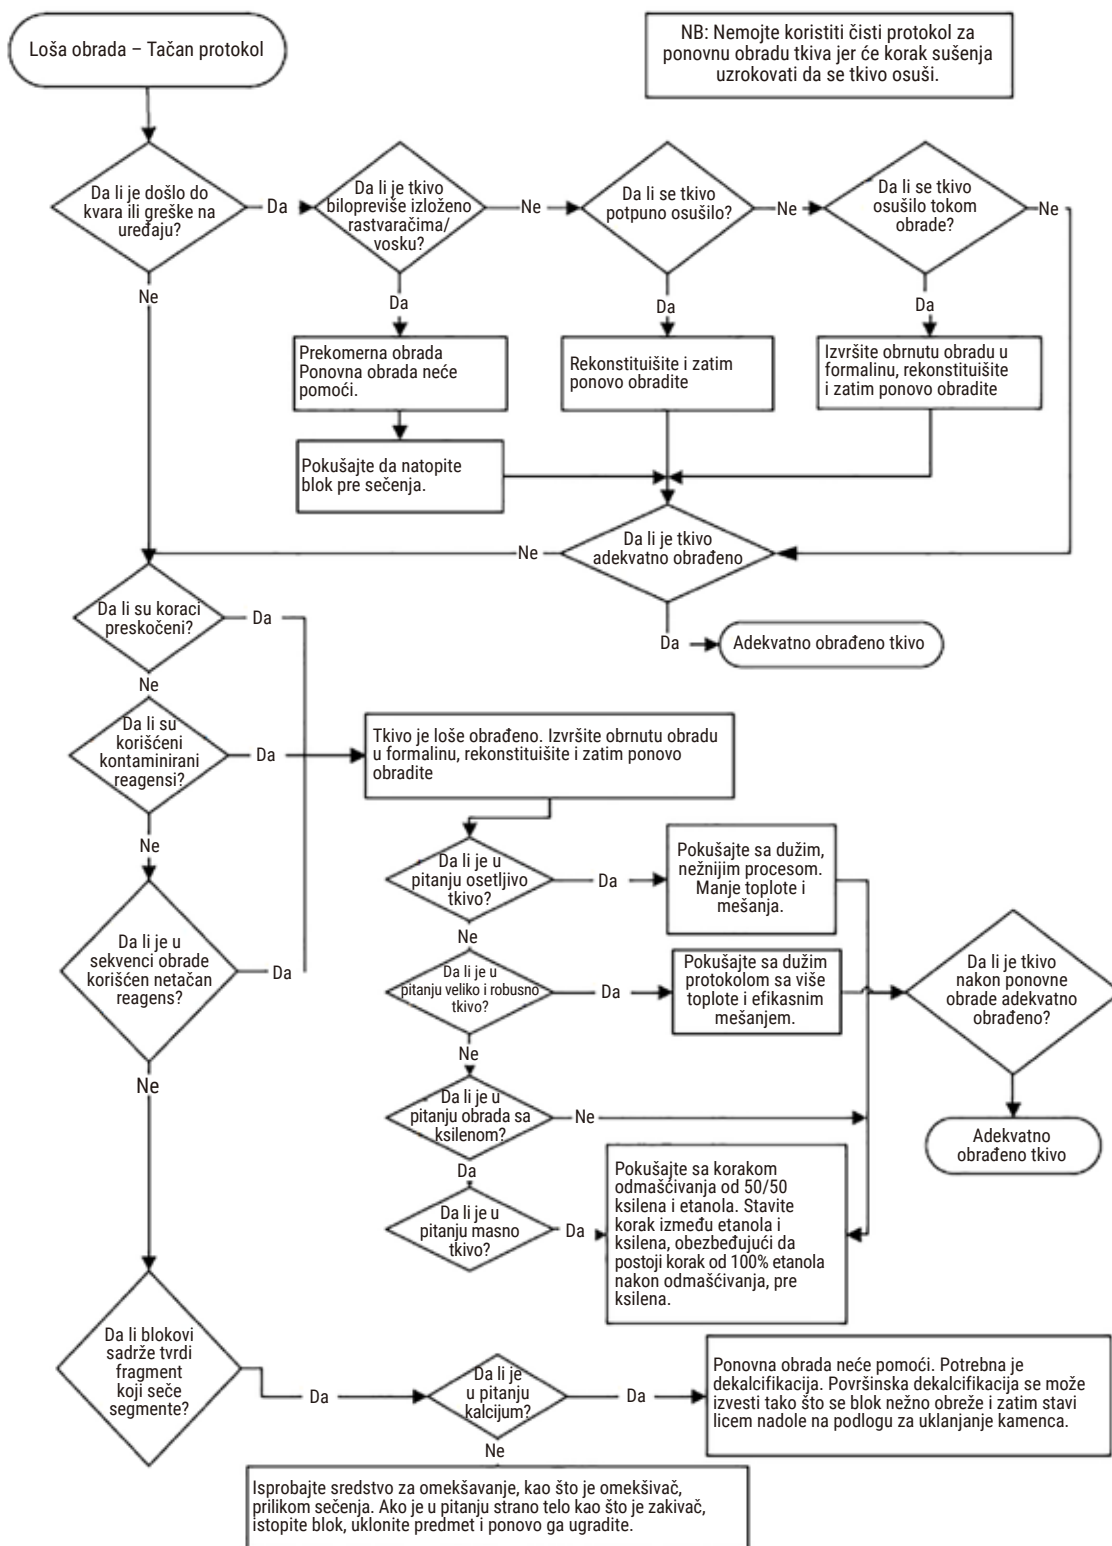 Loša obrada – Tačan protokol
NB: Nemojte koristiti čisti protokol za
ponovnu obradu tkiva jer će korak sušenja
uzrokovati da se tkivo osuši.
Da li je došlo do
kvara ili greške na
uređaju?
Da
Da li je tkivo
bilopreviše izloženo
rastvaračima/
vosku?
Ne
Da li se tkivo
potpuno osušilo?
Ne
Da li se tkivo
osušilo tokom
obrade?
Ne
Ne
Da
Da
Da
Prekomerna obrada
Ponovna obrada neće
pomoći.
Rekonstituišite i zatim
ponovo obradite
Izvršite obrnutu obradu u
formalinu, rekonstituišite
i zatim ponovo obradite
Pokušajte da natopite
blok pre sečenja.
Da li je tkivo
adekvatno obrađeno
Ne
Da
Adekvatno obrađeno tkivo
Da li su koraci
preskočeni?
Da
Ne
Da li su
korišćeni
kontaminirani
reagensi?
Da
Tkivo je loše obrađeno. Izvršite obrnutu obradu
u formalinu, rekonstituišite i zatim ponovo
obradite
Ne
Da li je u
sekvenci obrade
korišćen netačan
reagens?
Da
Ne
Da li je u
pitanju osetljivo
tkivo?
Da
Pokušajte sa dužim,
nežnijim procesom.
Manje toplote i
mešanja.
Ne
Da li je u
pitanju veliko i robusno
tkivo?
Da
Pokušajte sa dužim
protokolom sa više
toplote i efikasnim
mešanjem.
Da li je tkivo
nakon ponovne
obrade adekvatno
obrađeno?
Ne
Da li je u
pitanju obrada sa
ksilenom?
Ne
Adekvatno
obrađeno tkivo
Da
Da li je u
pitanju masno
tkivo?
Da
Pokušajte sa korakom
odmašćivanja od 50/50
ksilena i etanola. Stavite
korak između etanola i
ksilena, obezbeđujući da
postoji korak od 100% etanola
nakon odmašćivanja, pre
ksilena.
Da li blokovi
sadrže tvrdi
fragment
koji seče
segmente?
Da
Da li je
u pitanju
kalcijum?
Da
Ponovna obrada neće pomoći. Potrebna je
dekalcifikacija. Površinska dekalcifikacija se može
izvesti tako što se blok nežno obreže i zatim stavi
licem nadole na podlogu za uklanjanje kamenca.
Ne
Isprobajte sredstvo za omekšavanje, kao što je omekšivač,
prilikom sečenja. Ako je u pitanju strano telo kao što je zakivač,
istopite blok, uklonite predmet i ponovo ga ugradite.